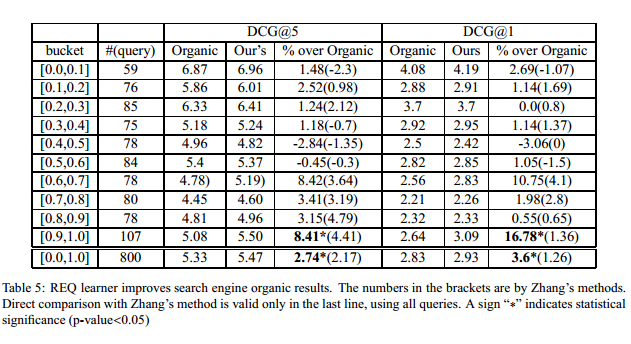 DCG@5 DCG@1
bucket #(query) Organic Our's % over Organic Organic Ours % over Organic
[0.0,0.1] 59 6.87 6.96 1.48(-2.3) 4.08 4.19 2.69(-1.07)
[0.1,0.2] 76 5.86 6.01 2.52(0.98) 2.88 2.91 1.14(1.69)
[0.2,0.3] 85 6.33 6.41 1.24(2.12) 3.7 3.7 0.0(0.8)
[0.3,0.4] 75 5.18 5.24 1.18(-0.7) 2.92 2.95 1.14(1.37)
[0.4,0.5] 78 4.96 4.82 -2.84(-1.35) 2.5 2.42 -3.06(0)
[0.5,0.6] 84 5.4 5.37 -0.45(-0.3) 2.82 2.85 1.05(-1.5)
[0.6,0.7] 78 4.78) 5.19) 8.42(3.64) 2.56 2.83 10.75(4.1)
[0.7,0.8] 80 4.45 4.60 3.41(3.19) 2.21 2.26 1.98(2.8)
[0.8,0.9] 78 4.81 4.96 3.15(4.79) 2.32 2.33 0.55(0.65)
[0.9,1.0] 107 5.08 5.50 8.41*(4.41) 2.64 3.09 16.78*(1.36)
[0.0,1.0] 800 5.33 5.47 2.74*(2.17) 2.83 2.93 3.6*(1.26)
Table 5: REQ learner improves search engine organic results. The numbers in the brackets are by Zhang's methods.
Direct comparison with Zhang's method is valid only in the last line, using all queries. A sign "*" indicates statistical
significance (p-value<0.05)